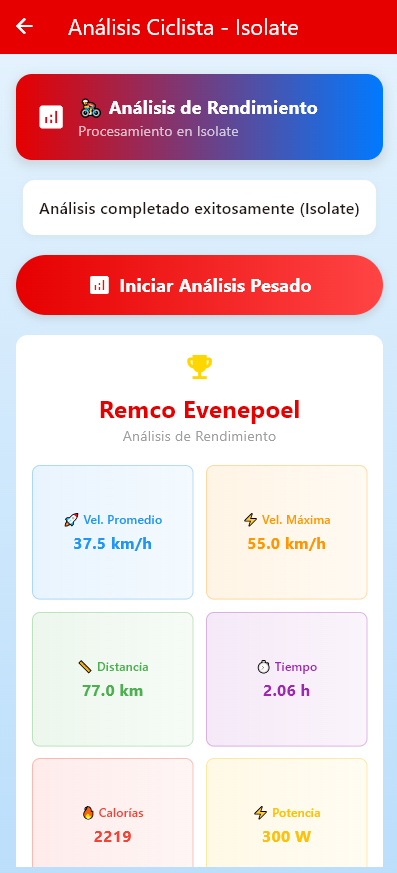 Análisis Ciclista - Isolate
🚴 Análisis de Rendimiento
Procesamiento en Isolate
Análisis completado exitosamente (Isolate)
Iniciar Análisis Pesado
Remco Evenepoel
Análisis de Rendimiento
🚀 Vel. Promedio
37.5 km/h
⚡ Vel. Máxima
55.0 km/h
📏 Distancia
77.0 km
⏱ Tiempo
2.06 h
🔥 Calorías
2219
⚡ Potencia
300 W